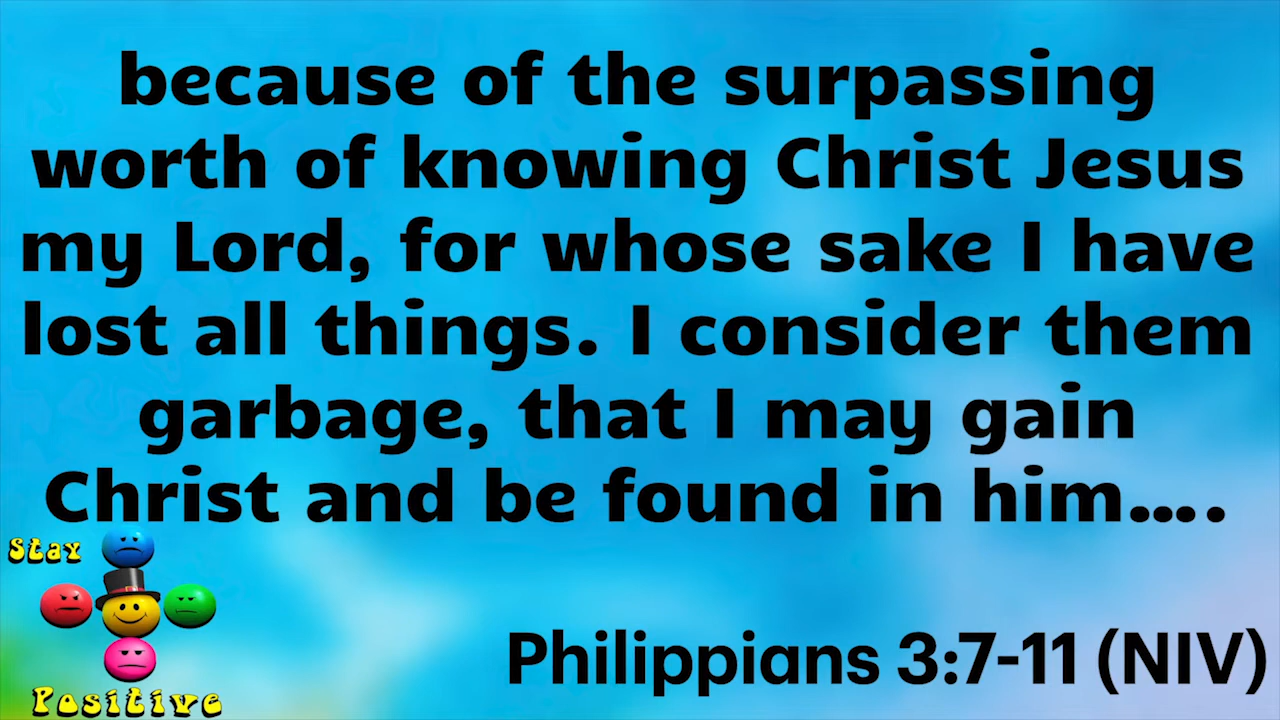 because of the surpassing
worth of knowing Christ Jesus
my Lord, for whose sake I have
lost all things. I consider them
garbage, that I may gain
Christ and be found in him....
Stay
Positive
Philippians 3:7-11 (NIV)